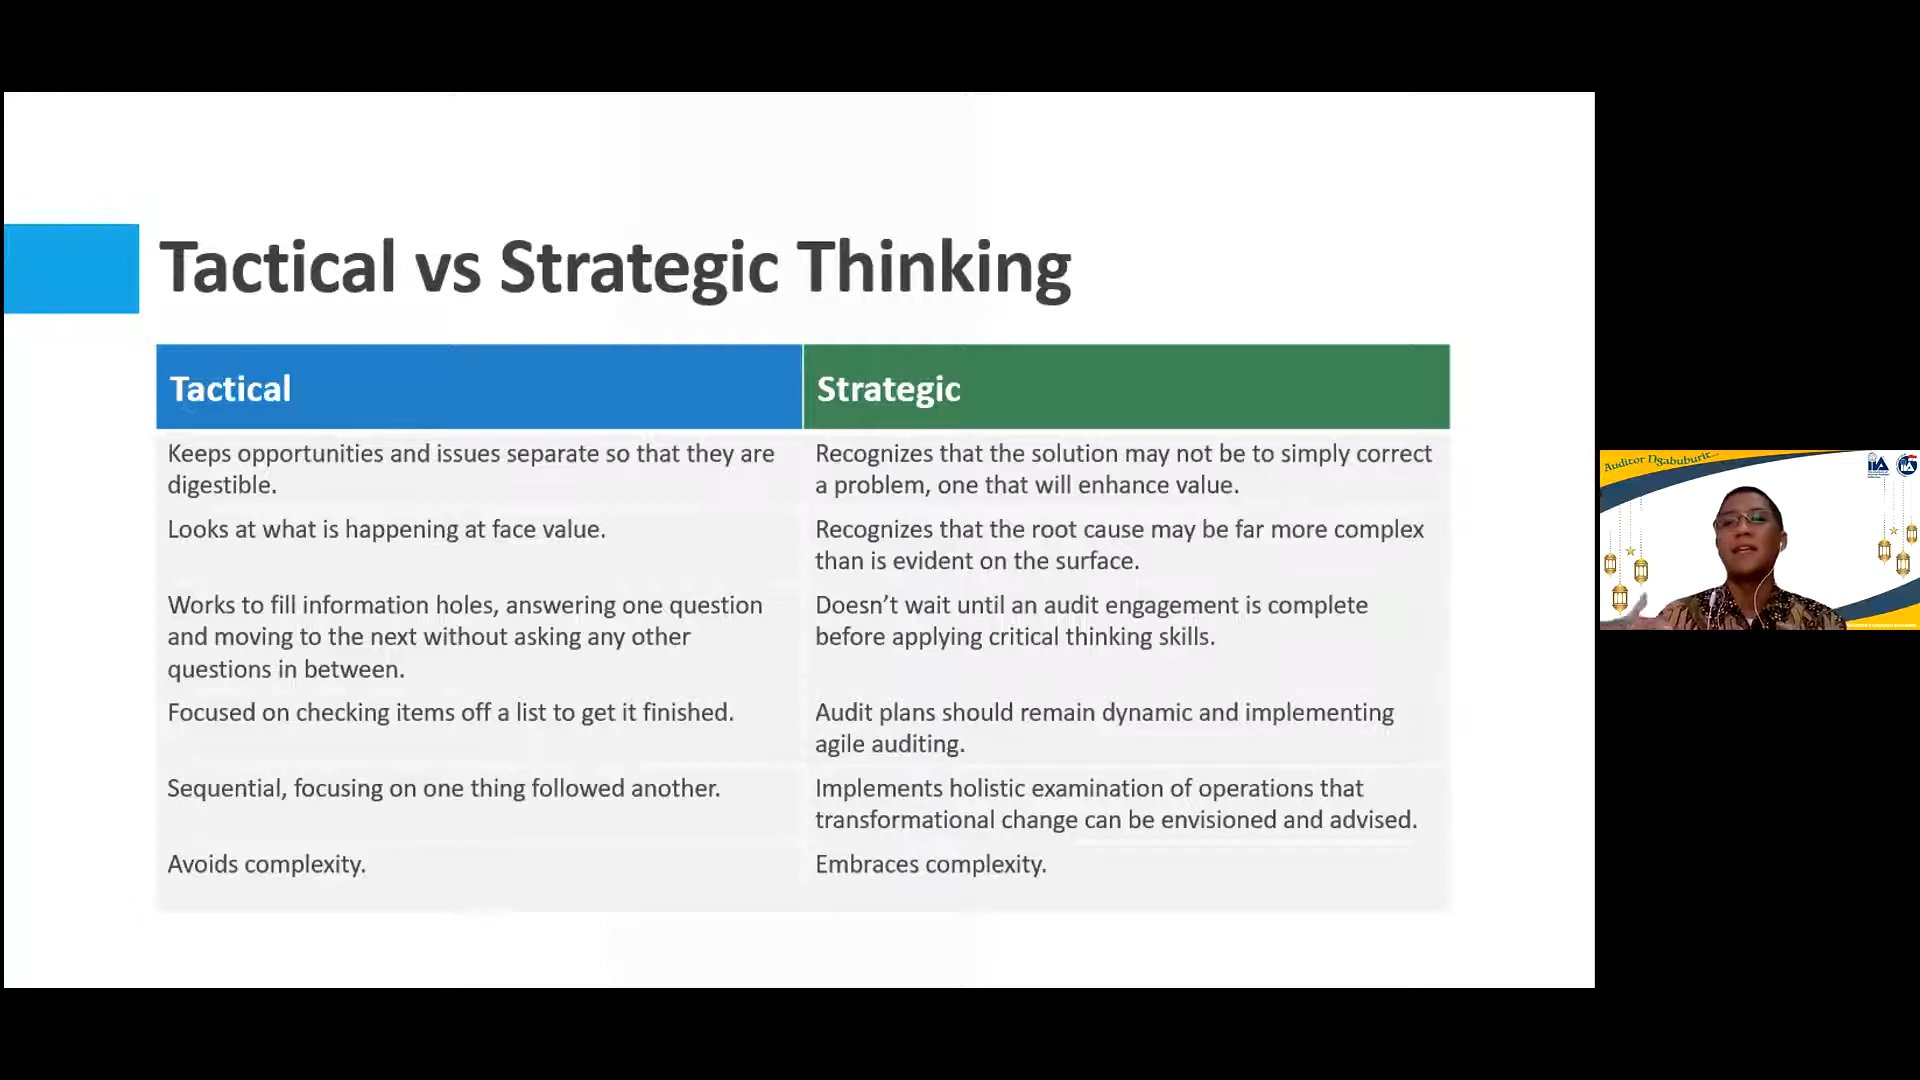 Tactical vs Strategic Thinking
Tactical
Strategic
Keeps opportunities and issues separate so that they are
digestible.
Recognizes that the solution may not be to simply correct
a problem, one that will enhance value.
Looks at what is happening at face value.
Recognizes that the root cause may be far more complex
than is evident on the surface.
Works to fill information holes, answering one question
and moving to the next without asking any other
questions in between.
Doesn’t wait until an audit engagement is complete
before applying critical thinking skills.
Focused on checking items off a list to get it finished.
Audit plans should remain dynamic and implementing
agile auditing.
Sequential, focusing on one thing followed another.
Implements holistic examination of operations that
transformational change can be envisioned and advised.
Avoids complexity.
Embraces complexity.
Auditor Ngabuburit...
IIA